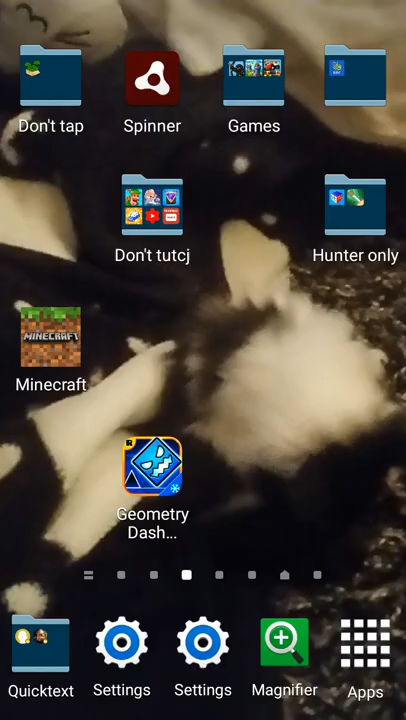 Don't tap
Spinner
Games
Don't tutcj
Hunter only
MINECRAFT
Minecraft
R
Geometry
Dash...
Quicktext
Settings
Settings
Magnifier
Apps